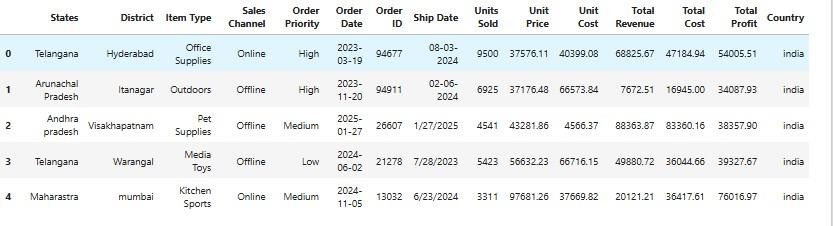 States District Item Type Sales Channel Order Priority Order Date Order ID Ship Date Units Sold Unit Price Unit Cost Total Revenue Total Cost Total Profit Country
0 Telangana Hyderabad Office Supplies Online High 2023-03-19 94677 08-03-2024 9500 37576.11 40399.08 68825.67 47184.94 54005.51 india
1 Arunachal Pradesh Itanagar Outdoors Offline High 2023-11-20 94911 02-06-2024 6925 37176.48 66573.84 7672.51 16945.00 34087.93 india
2 Andhra pradesh Visakhapatnam Pet Supplies Offline Medium 2025-01-27 26607 1/27/2025 4541 43281.86 4566.37 88363.87 83360.16 38357.90 india
3 Telangana Warangal Media Toys Offline Low 2024-06-02 21278 7/28/2023 5423 56632.23 66716.15 49880.72 36044.66 39327.67 india
4 Maharastra mumbai Kitchen Sports Online Medium 2024-11-05 13032 6/23/2024 3311 97681.26 37669.82 20121.21 36417.61 76016.97 india